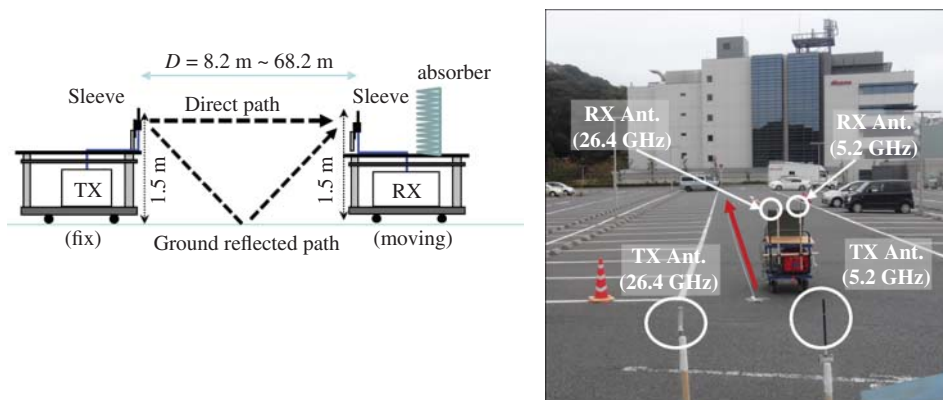 D = 8.2 m ~ 68.2 m
absorber
Sleeve
Direct path
Sleeve
1.5 m
1.5 m
TX
RX
(fix)
Ground reflected path
(moving)
RX Ant.
(26.4 GHz)
RX Ant.
(5.2 GHz)
TX Ant.
(26.4 GHz)
TX Ant.
(5.2 GHz)